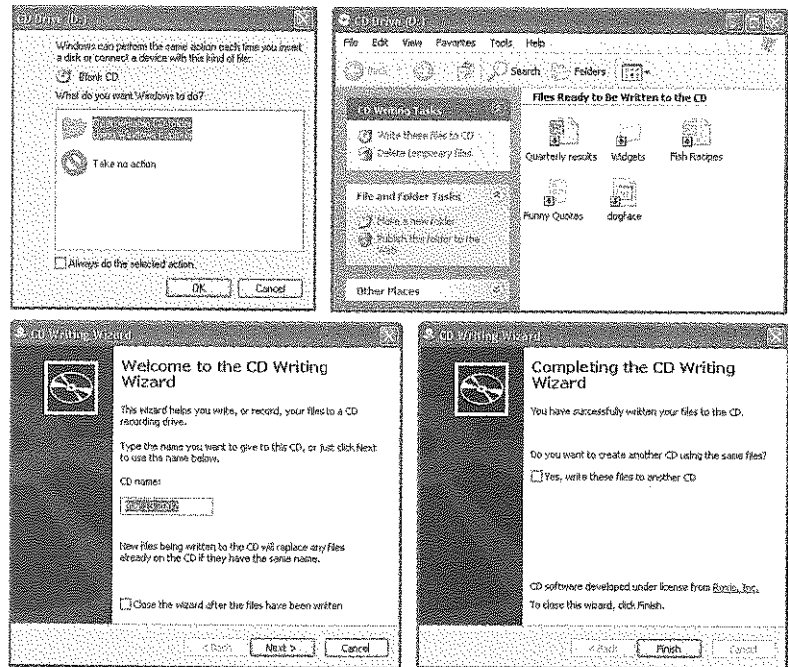 CD Drive (D:)
Windows can perform the same action each time you insert
a disk or connect a device with this kind of file:
Blank CD
What do you want Windows to do?
Take no action
Always do the selected action.
OK Cancel
CD Drive (D:)
File Edit View Favorites Tools Help
Back Search Folders
CD Writing Tasks
Write these files to CD
Delete temporary files
File and Folder Tasks
Make a new folder
Publish this folder to the
Web
Other Places
Files Ready to Be Written to the CD
Quarterly results Widgets Fish Recipes
Funny Quotes dogface
CD Writing Wizard
Welcome to the CD Writing
Wizard
This wizard helps you write, or record, your files to a CD
recording drive.
Type the name you want to give to this CD, or just click Next
to use the name below.
CD name:
New files being written to the CD will replace any files
already on the CD if they have the same name.
Close the wizard after the files have been written
< Back Next > Cancel
CD Writing Wizard
Completing the CD Writing
Wizard
You have successfully written your files to the CD.
Do you want to create another CD using the same files?
Yes, write these files to another CD
CD software developed under license from Roxio, Inc.
To close this wizard, click Finish.
< Back Finish Cancel